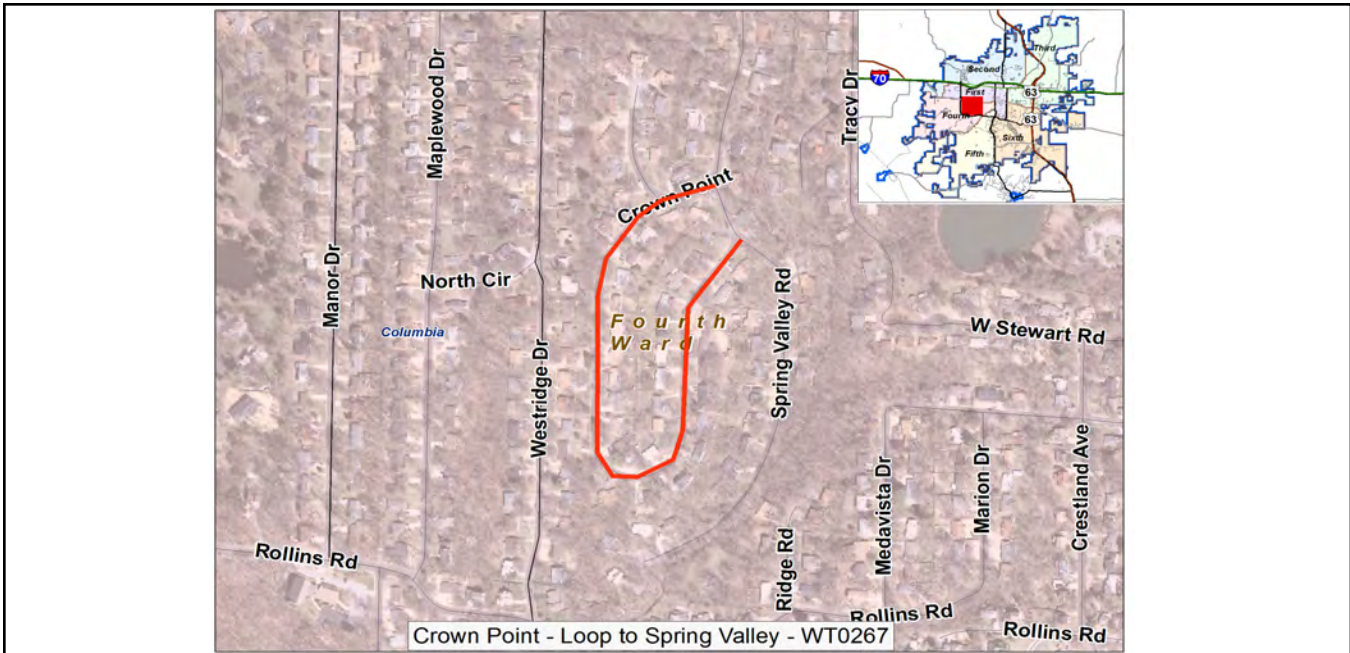 Maplewood Dr
Tracy Dr
70
Third
Second
63
First
Fourth
63
Sixth
Fifth
Crown Point
Manor Dr
North Cir
Columbia
Fourth
Ward
Westridge Dr
Spring Valley Rd
W Stewart Rd
Medavista Dr
Marion Dr
Crestland Ave
Rollins Rd
Ridge Rd
Rollins Rd
Rollins Rd
Crown Point - Loop to Spring Valley - WT0267